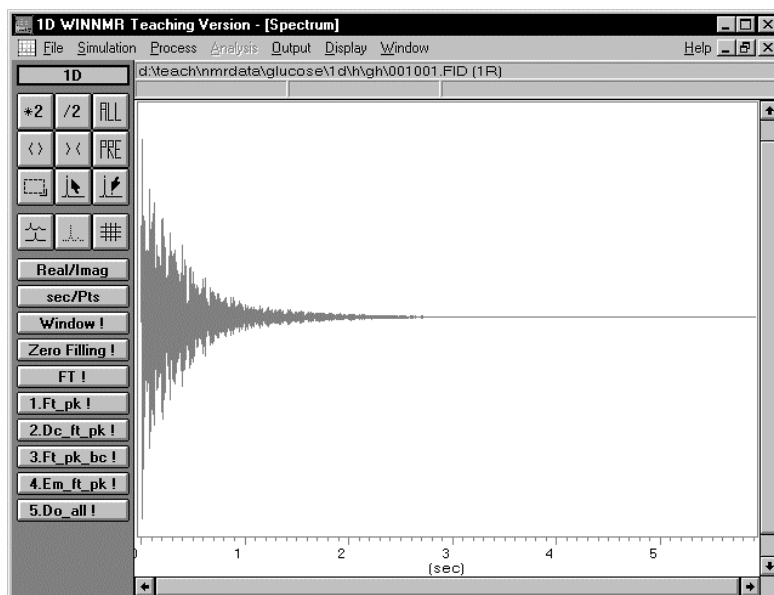 1D WINNMR Teaching Version - [Spectrum]
File Simulation Process Analysis Output Display Window Help
1D
d:\teach\nmrdata\glucose\1d\h\gh\001001.FID (1R)
*2 /2 ALL
<> >< PRE
Real/Imag
sec/Pts
Window !
Zero Filling !
FT !
1.Ft_pk !
2.Dc_ft_pk !
3.Ft_pk_bc !
4.Em_ft_pk !
5.Do_all !
0 1 2 3 4 5
(sec)